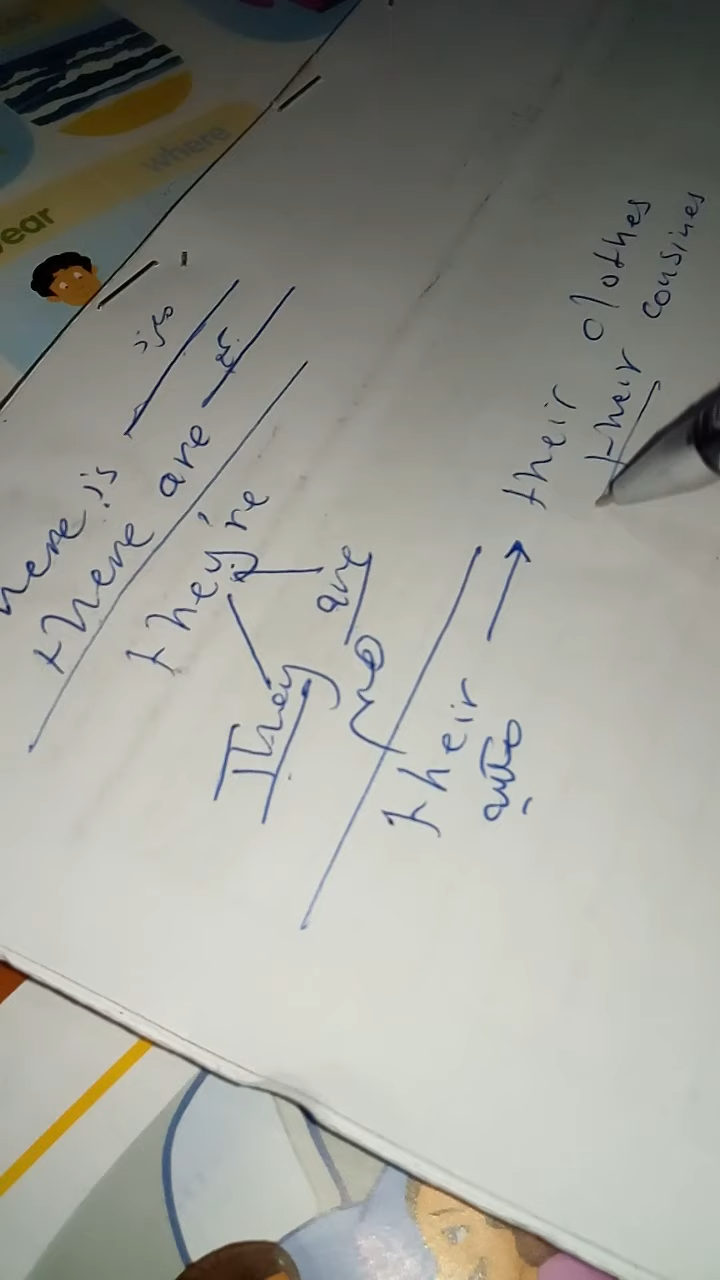 where
ear
here is
there are
they're
They are
their → their clothes
their cousines